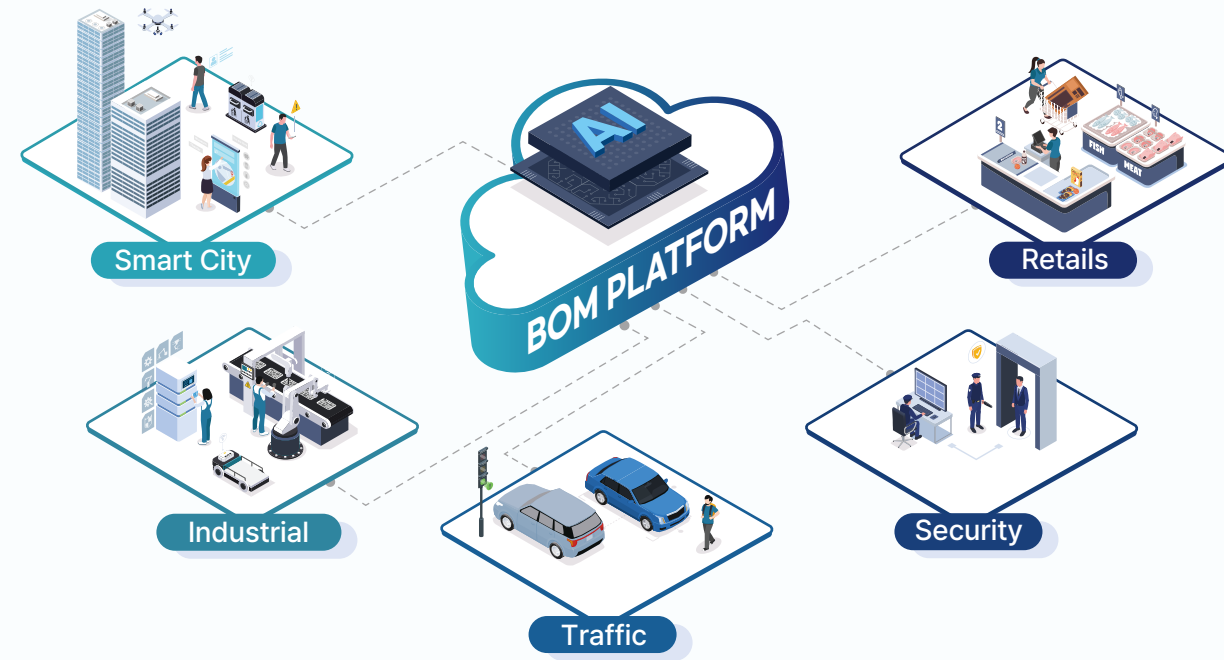 AI
BOM PLATFORM
Smart City
2
FISH
MEAT
Retails
Industrial
Security
Traffic